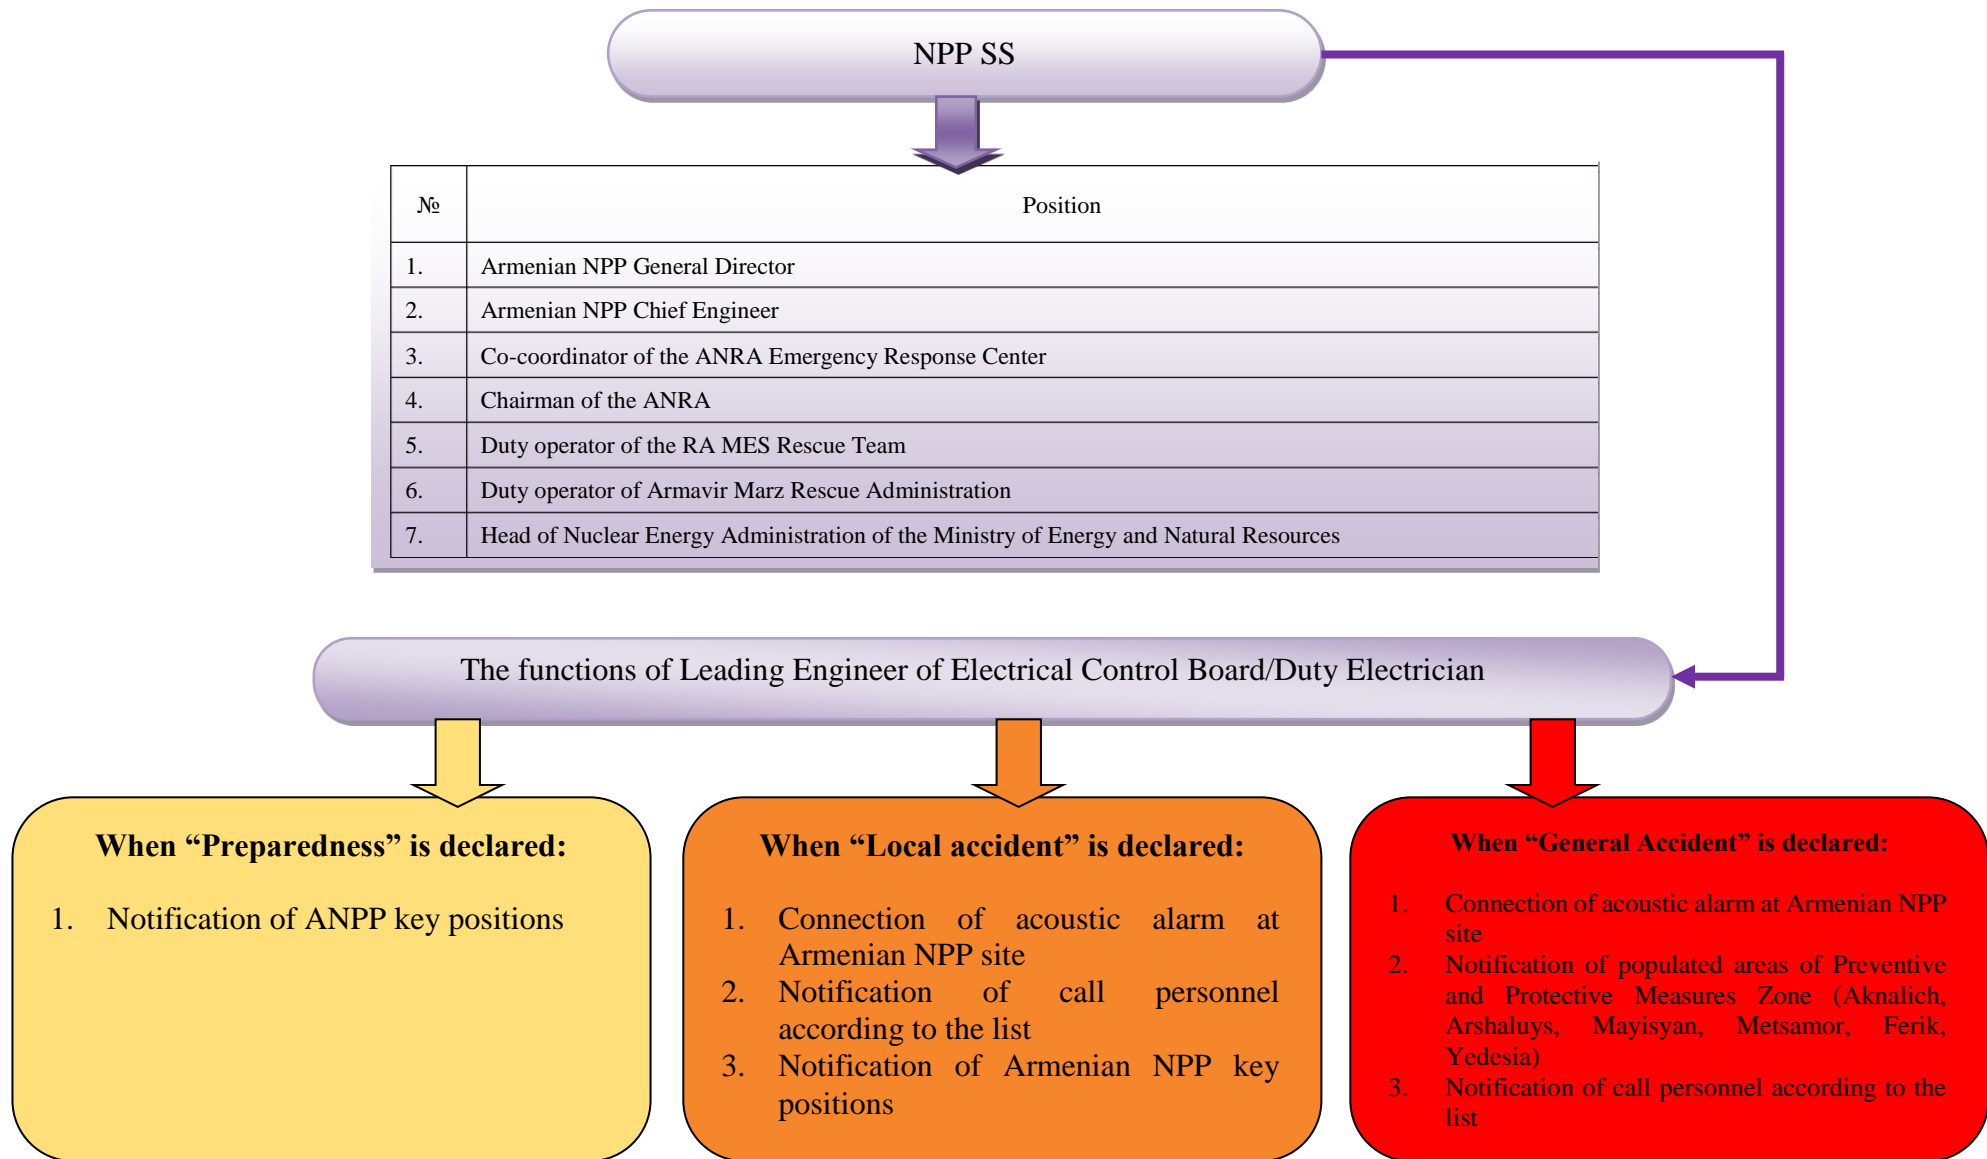 NPP SS
№ Position
1. Armenian NPP General Director
2. Armenian NPP Chief Engineer
3. Co-coordinator of the ANRA Emergency Response Center
4. Chairman of the ANRA
5. Duty operator of the RA MES Rescue Team
6. Duty operator of Armavir Marz Rescue Administration
7. Head of Nuclear Energy Administration of the Ministry of Energy and Natural Resources
The functions of Leading Engineer of Electrical Control Board/Duty Electrician
When “Preparedness” is declared:
1. Notification of ANPP key positions
When “Local accident” is declared:
1. Connection of acoustic alarm at
Armenian NPP site
2. Notification of call personnel
according to the list
3. Notification of Armenian NPP key
positions
When “General Accident” is declared:
1. Connection of acoustic alarm at Armenian NPP
site
2. Notification of populated areas of Preventive
and Protective Measures Zone (Aknalich,
Arshaluys, Mayisyan, Metsamor, Ferik,
Yedesia)
3. Notification of call personnel according to the
list